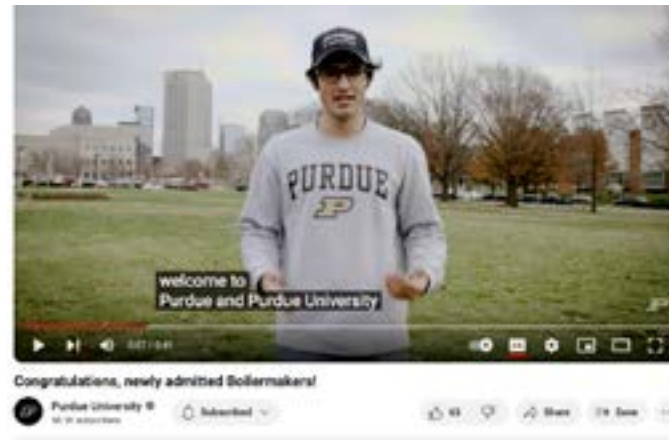 PURDUE
P
welcome to
Purdue and Purdue University
Congratulations, newly admitted Boilermakers!
Purdue University
Subscribed
Share
Save